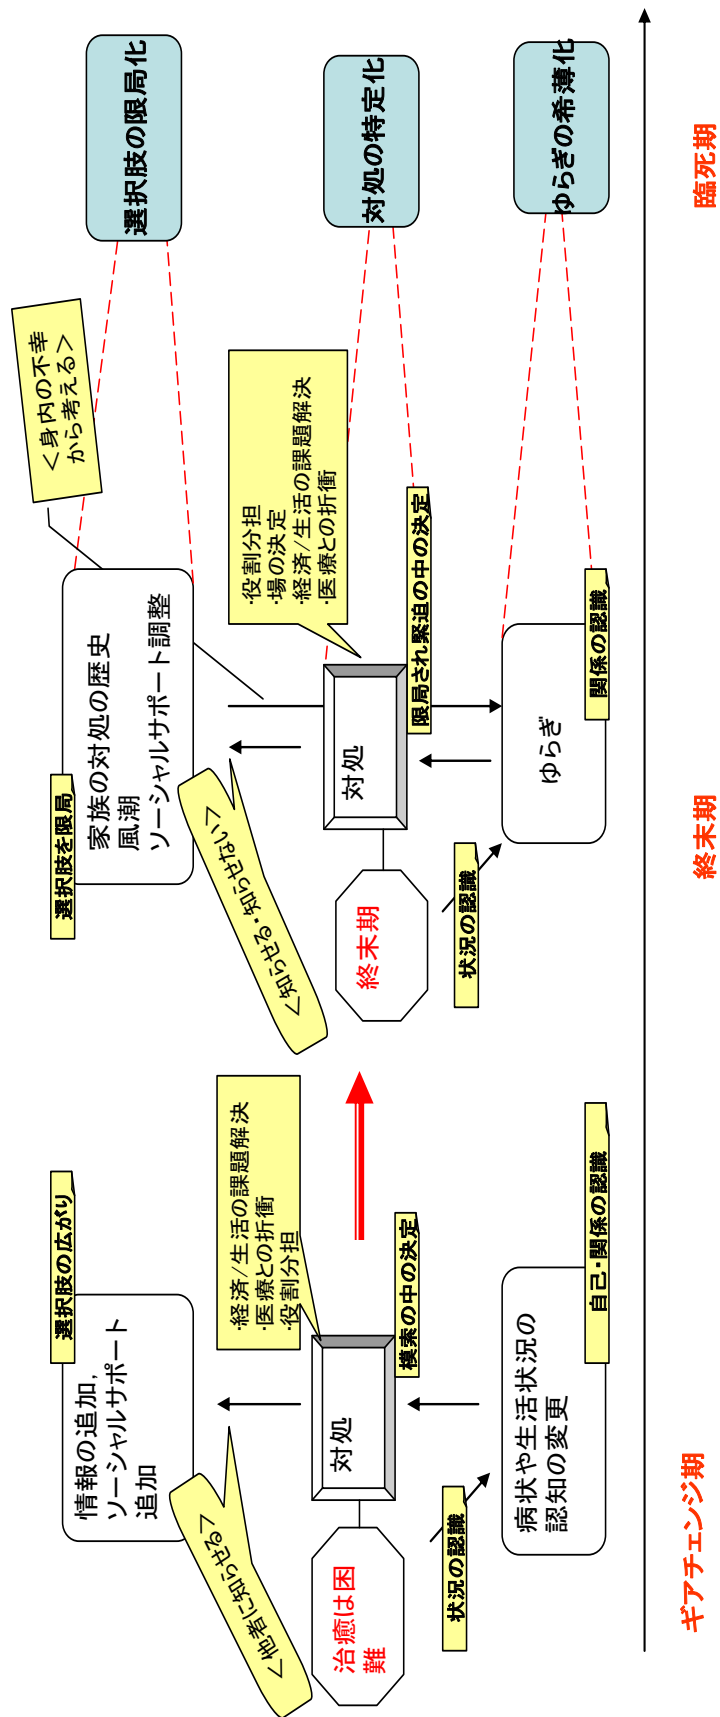 選択肢の広がり
情報の追加,
ソーシャルサポート
追加
<他者に知らせる>
・経済/生活の課題解決
・医療との折衝
・役割分担
治癒は困
難
対処
模索の中の決定
状況の認識
病状や生活状況の
認知の変更
自己・関係の認識
ギアチェンジ期
選択肢を限局
家族の対処の歴史
風潮
ソーシャルサポート調整
<身内の不幸
から考える>
<知らせる・知らせない>
・役割分担
・場の決定
・経済/生活の課題解決
・医療との折衝
終末期
対処
限局され緊迫の中の決定
状況の認識
ゆらぎ
関係の認識
終末期
選択肢の限局化
対処の特定化
ゆらぎの希薄化
臨死期